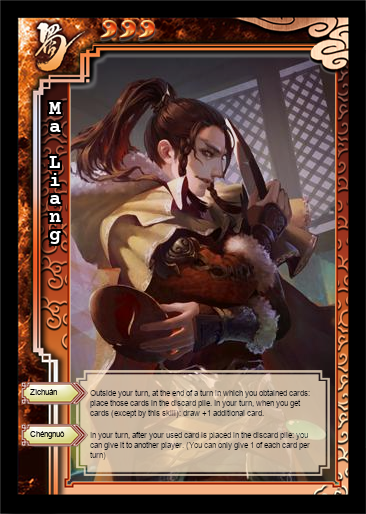 蜀
Ma Liang
Zìchuán
Outside your turn, at the end of a turn in which you obtained cards:
place those cards in the discard pile. In your turn, when you get
cards (except by this skill): draw +1 additional card.
Chéngnuò
In your turn, after your used card is placed in the discard pile: you
can give it to another player. (You can only give 1 of each card per
turn)